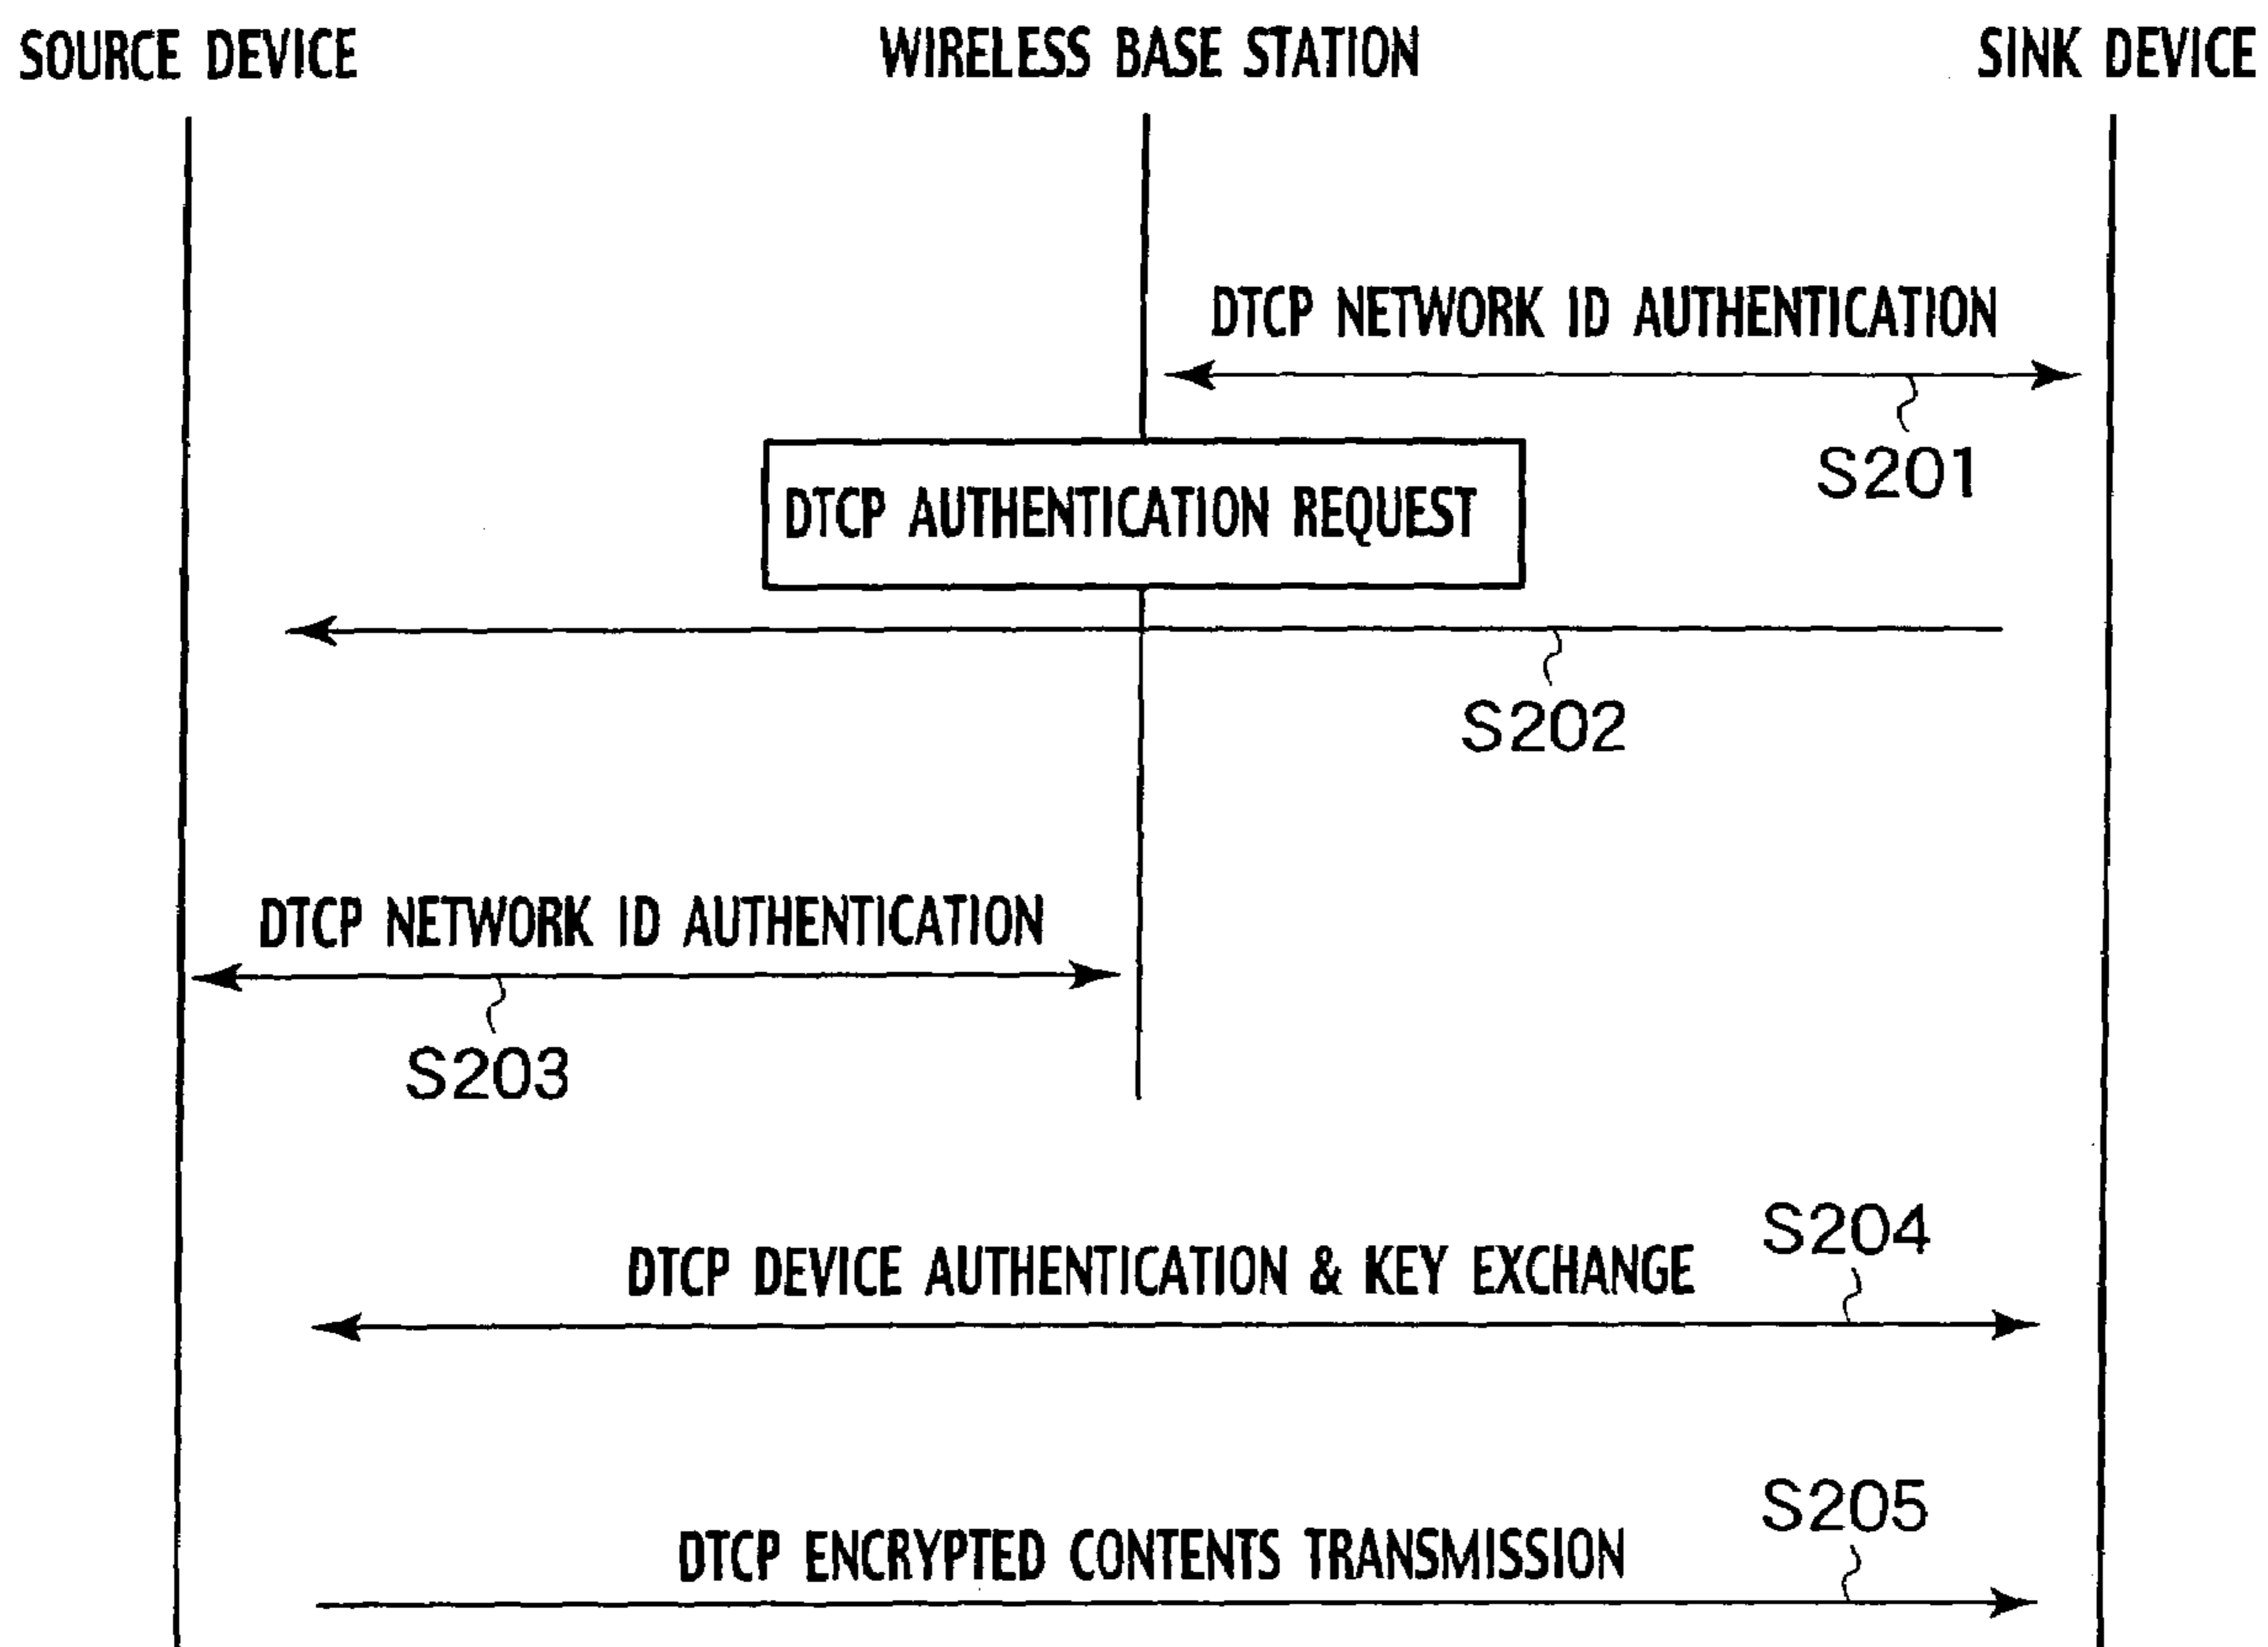 SOURCE DEVICE
WIRELESS BASE STATION
SINK DEVICE
DTCP NETWORK ID AUTHENTICATION
S201
DTCP AUTHENTICATION REQUEST
S202
DTCP NETWORK ID AUTHENTICATION
S203
S204
DTCP DEVICE AUTHENTICATION & KEY EXCHANGE
S205
DTCP ENCRYPTED CONTENTS TRANSMISSION